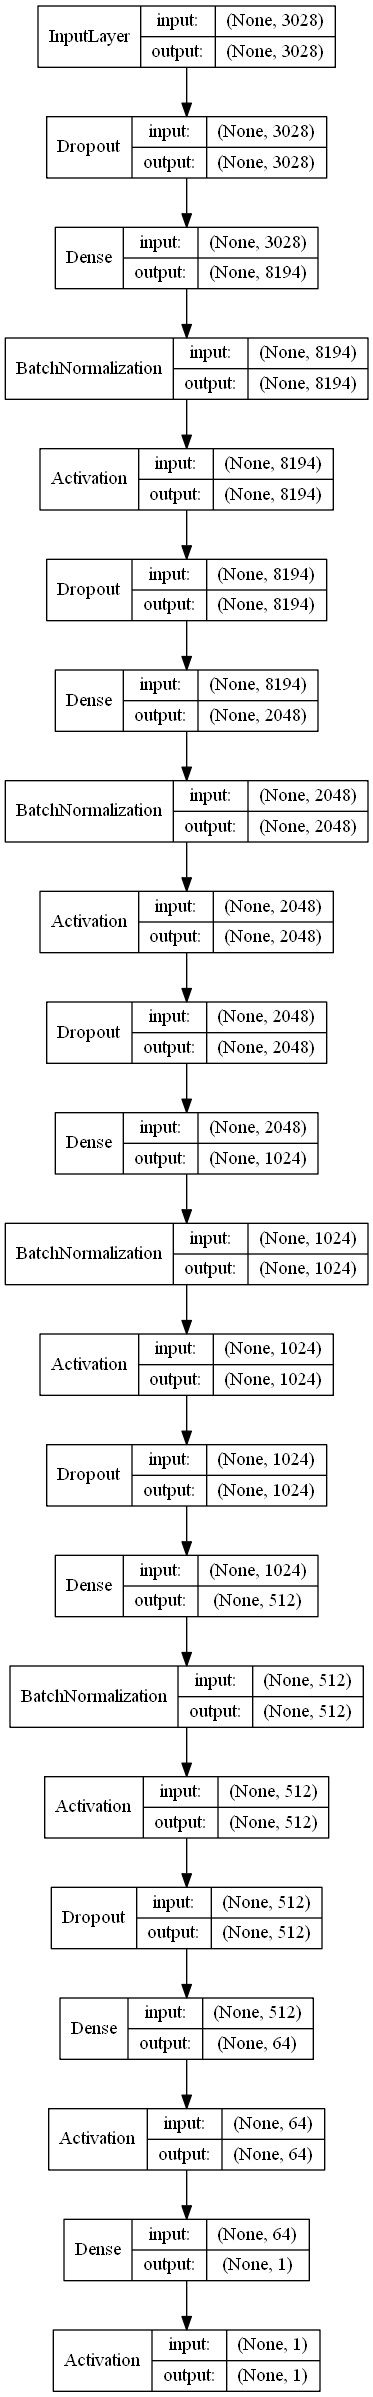 InputLayer
input: (None, 3028)
output: (None, 3028)
Dropout
input: (None, 3028)
output: (None, 3028)
Dense
input: (None, 3028)
output: (None, 8194)
BatchNormalization
input: (None, 8194)
output: (None, 8194)
Activation
input: (None, 8194)
output: (None, 8194)
Dropout
input: (None, 8194)
output: (None, 8194)
Dense
input: (None, 8194)
output: (None, 2048)
BatchNormalization
input: (None, 2048)
output: (None, 2048)
Activation
input: (None, 2048)
output: (None, 2048)
Dropout
input: (None, 2048)
output: (None, 2048)
Dense
input: (None, 2048)
output: (None, 1024)
BatchNormalization
input: (None, 1024)
output: (None, 1024)
Activation
input: (None, 1024)
output: (None, 1024)
Dropout
input: (None, 1024)
output: (None, 1024)
Dense
input: (None, 1024)
output: (None, 512)
BatchNormalization
input: (None, 512)
output: (None, 512)
Activation
input: (None, 512)
output: (None, 512)
Dropout
input: (None, 512)
output: (None, 512)
Dense
input: (None, 512)
output: (None, 64)
Activation
input: (None, 64)
output: (None, 64)
Dense
input: (None, 64)
output: (None, 1)
Activation
input: (None, 1)
output: (None, 1)